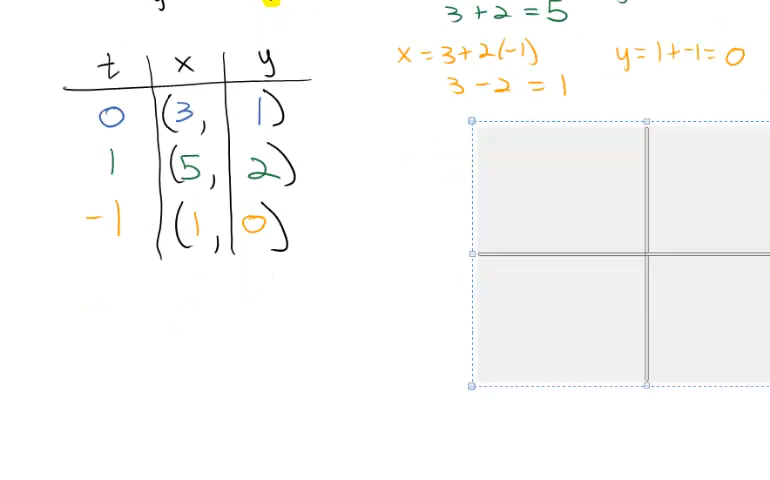 3 + 2 = 5
x = 3 + 2(-1)
y = 1 + -1 = 0
3 - 2 = 1
t x y
0 (3, 1)
1 (5, 2)
-1 (1, 0)